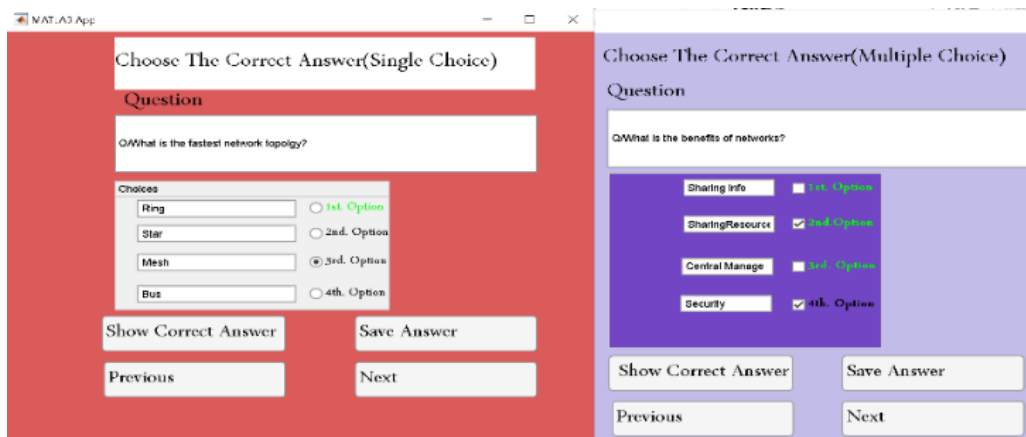 MATLAB App
Choose The Correct Answer(Single Choice)
Question
Q/What is the fastest network topolgy?
Choices
Ring
1st. Option
Star
2nd. Option
Mesh
3rd. Option
Bus
4th. Option
Show Correct Answer
Save Answer
Previous
Next
Choose The Correct Answer(Multiple Choice)
Question
Q/What is the benefits of networks?
Sharing Info
1st. Option
SharingResource
2nd.Option
Central Manage
3rd. Option
Security
4th. Option
Show Correct Answer
Save Answer
Previous
Next